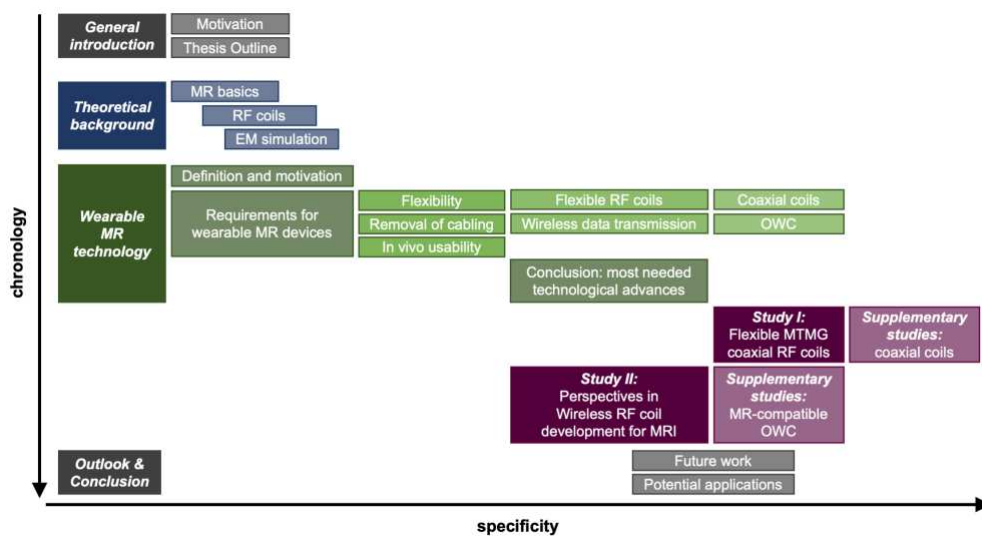 General
introduction
Motivation
Thesis Outline
Theoretical
background
MR basics
RF coils
EM simulation
Wearable
MR
technology
Definition and motivation
Requirements for
wearable MR devices
Flexibility
Removal of cabling
In vivo usability
Flexible RF coils
Wireless data transmission
Coaxial coils
OWC
Conclusion: most needed
technological advances
Study I:
Flexible MTMG
coaxial RF coils
Supplementary
studies:
coaxial coils
Study II:
Perspectives in
Wireless RF coil
development for MRI
Supplementary
studies:
MR-compatible
OWC
Outlook &
Conclusion
Future work
Potential applications
chronology
specificity